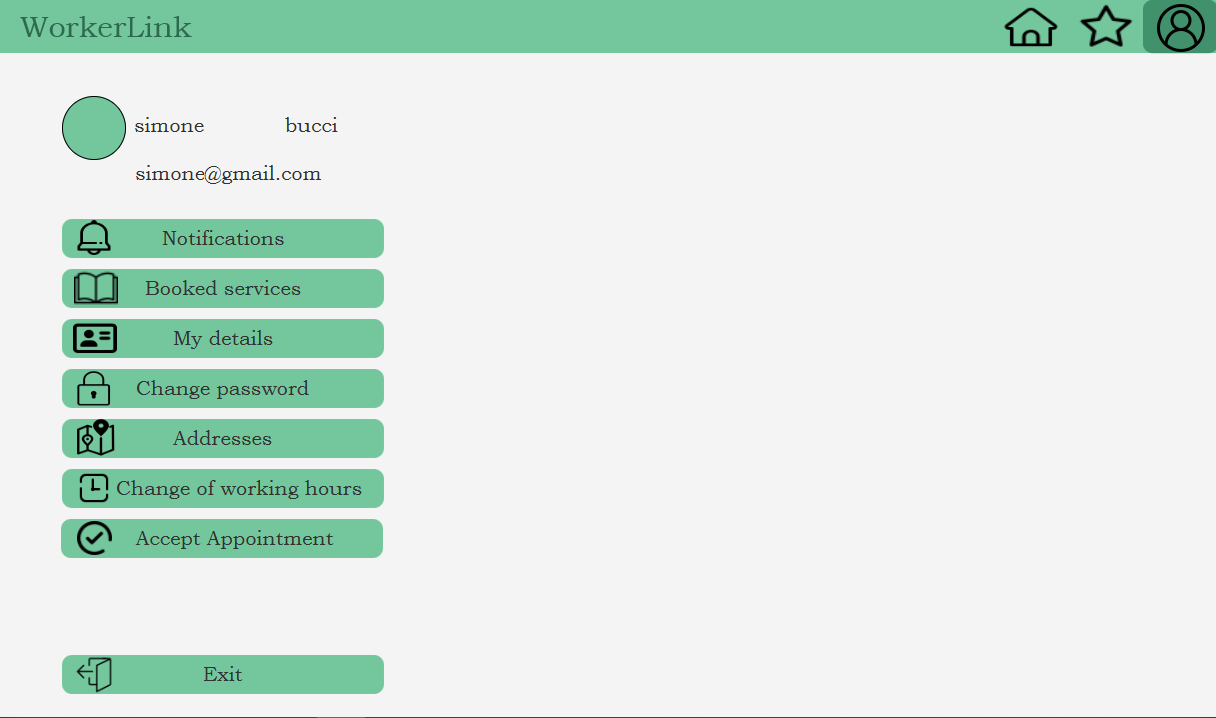 WorkerLink
simone bucci
simone@gmail.com
Notifications
Booked services
My details
Change password
Addresses
Change of working hours
Accept Appointment
Exit